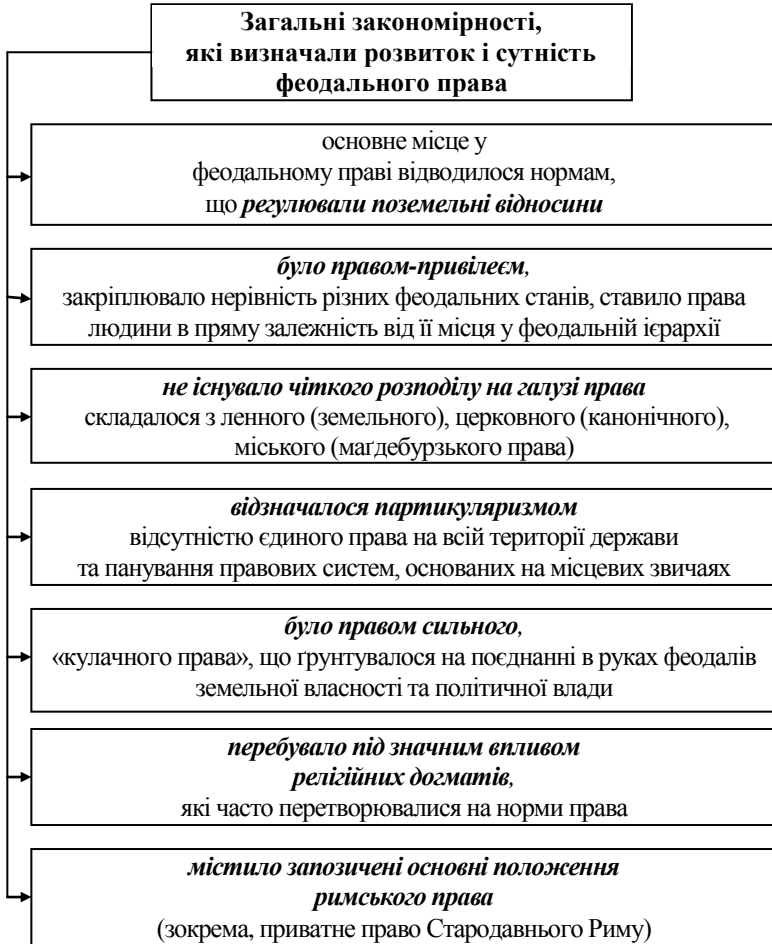 Загальні закономірності,
які визначали розвиток і сутність
феодального права
основне місце у
феодальному праві відводилося нормам,
що регулювали поземельні відносини
було правом-привілеєм,
закріплювало нерівність різних феодальних станів, ставило права
людини в пряму залежність від її місця у феодальній ієрархії
не існувало чіткого розподілу на галузі права
складалося з ленного (земельного), церковного (канонічного),
міського (маґдебурзького права)
відзначалося партикуляризмом
відсутністю єдиного права на всій території держави
та панування правових систем, оснований на місцевих звичаях
було правом сильного,
«кулачного права», що ґрунтувалося на поєднанні в руках феодалів
земельної власності та політичної влади
перебувало під значним впливом
релігійних догматів,
які часто перетворювалися на норми права
містило запозичені основні положення
римського права
(зокрема, приватне право Стародавнього Риму)